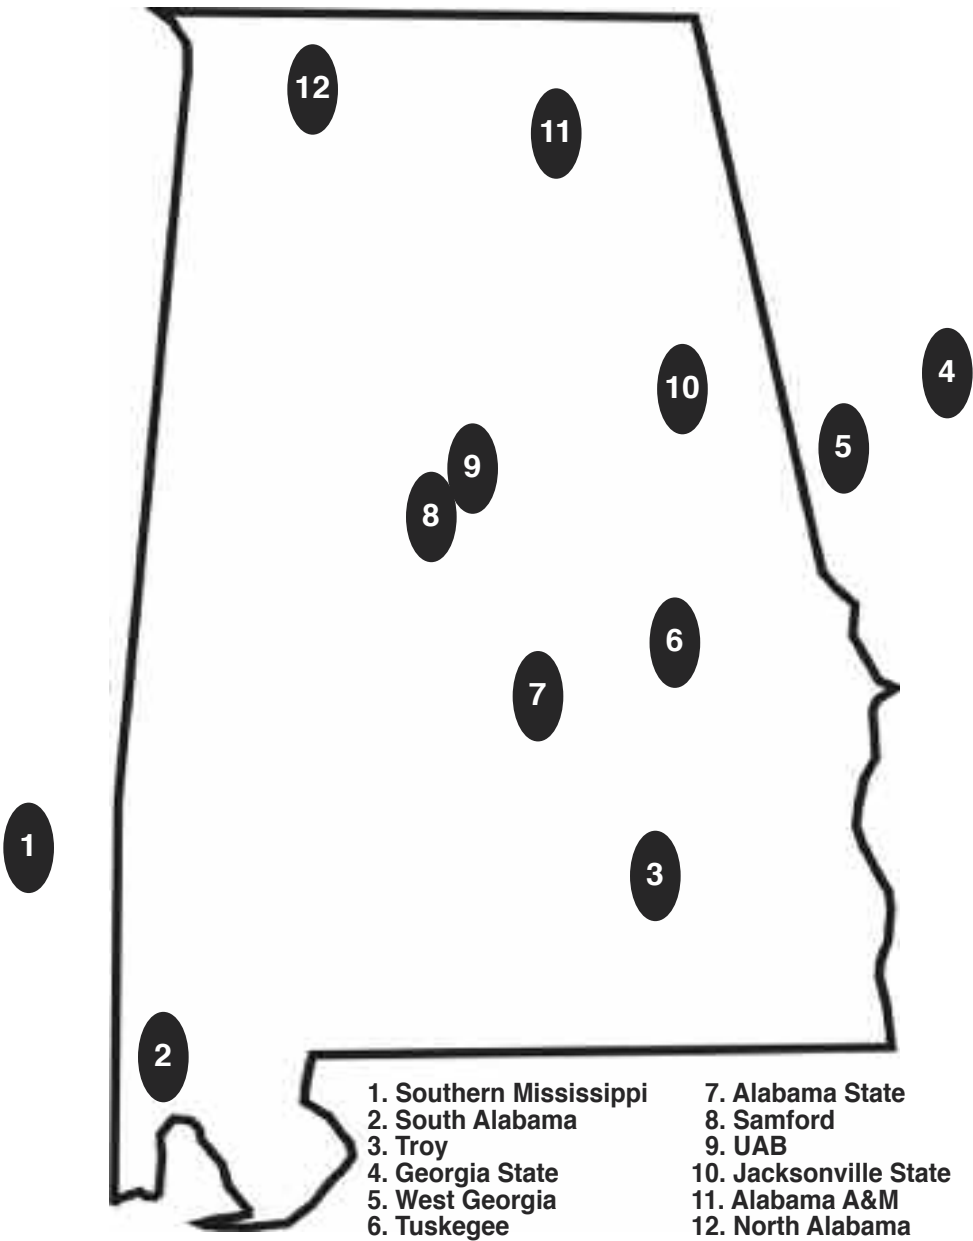 12
11
4
10
5
9
8
6
7
1
3
2
1. Southern Mississippi
2. South Alabama
3. Troy
4. Georgia State
5. West Georgia
6. Tuskegee
7. Alabama State
8. Samford
9. UAB
10. Jacksonville State
11. Alabama A&M
12. North Alabama